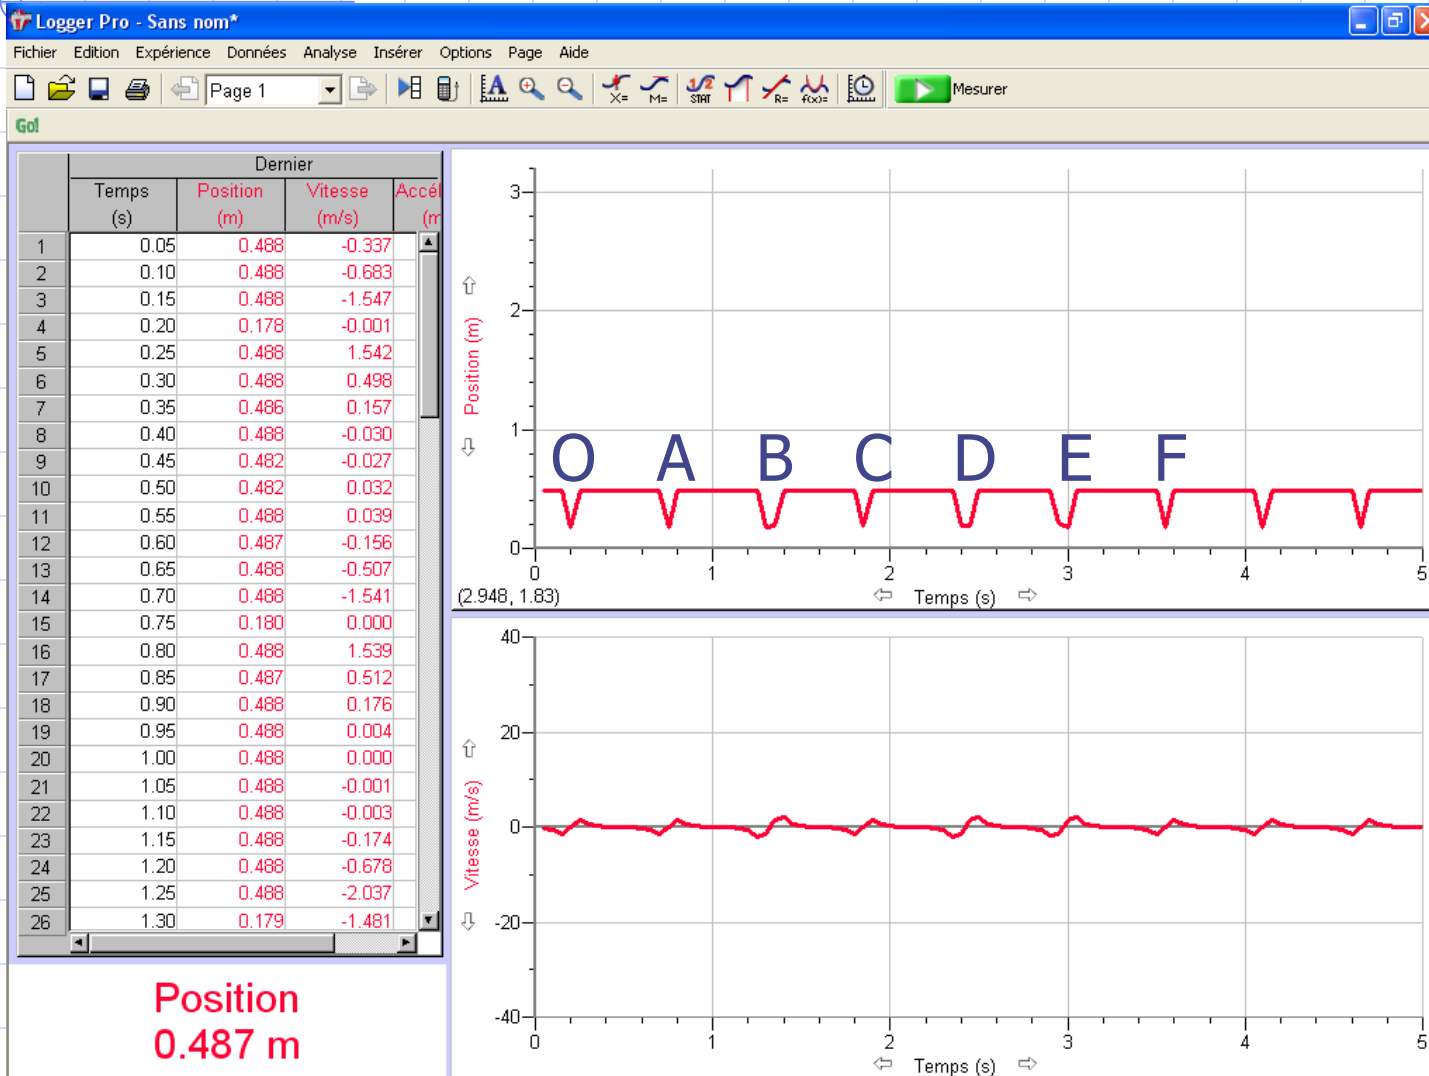 Logger Pro - Sans nom*
Fichier Edition Expérience Données Analyse Insérer Options Page Aide
Page 1 X= M= 1/2 STAT R= f(x)= Mesurer
Go!
Dernier
Temps Position Vitesse Accél
(s) (m) (m/s) (m
1 0.05 0.488 -0.337
2 0.10 0.488 -0.683
3 0.15 0.488 -1.547
4 0.20 0.178 -0.001
5 0.25 0.488 1.542
6 0.30 0.488 0.498
7 0.35 0.486 0.157
8 0.40 0.488 -0.030
9 0.45 0.482 -0.027
10 0.50 0.482 0.032
11 0.55 0.488 0.039
12 0.60 0.487 -0.156
13 0.65 0.488 -0.507
14 0.70 0.488 -1.541
15 0.75 0.180 0.000
16 0.80 0.488 1.539
17 0.85 0.487 0.512
18 0.90 0.488 0.176
19 0.95 0.488 0.004
20 1.00 0.488 0.000
21 1.05 0.488 -0.001
22 1.10 0.488 -0.003
23 1.15 0.488 -0.174
24 1.20 0.488 -0.678
25 1.25 0.488 -2.037
26 1.30 0.179 -1.481
Position
0.487 m
3
2
1
0
Position (m)
O A B C D E F
0 1 2 3 4 5
(2.948, 1.83) Temps (s)
40
20
0
-20
-40
Vitesse (m/s)
0 1 2 3 4 5
Temps (s)